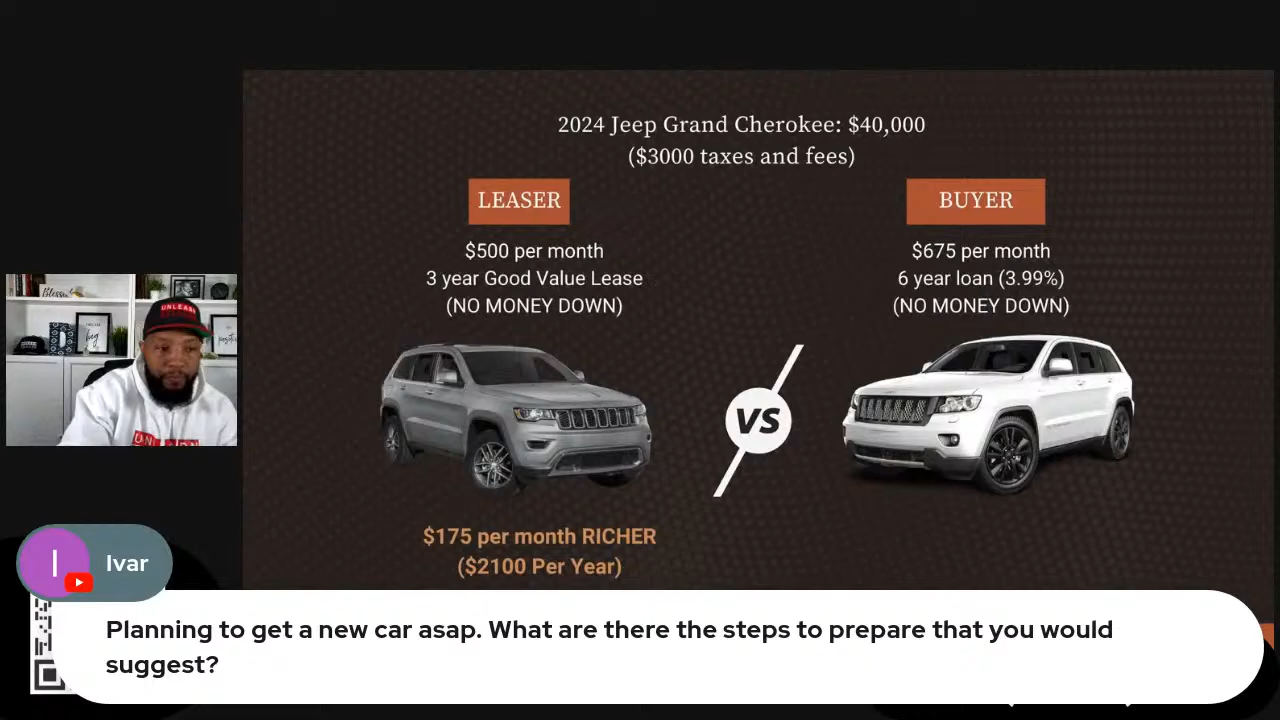 2024 Jeep Grand Cherokee: $40,000
($3000 taxes and fees)
LEASER
BUYER
$500 per month
3 year Good Value Lease
(NO MONEY DOWN)
$675 per month
6 year loan (3.99%)
(NO MONEY DOWN)
VS
$175 per month RICHER
($2100 Per Year)
Blessed
beg
UNLEASH
I
Ivar
Planning to get a new car asap. What are there the steps to prepare that you would
suggest?